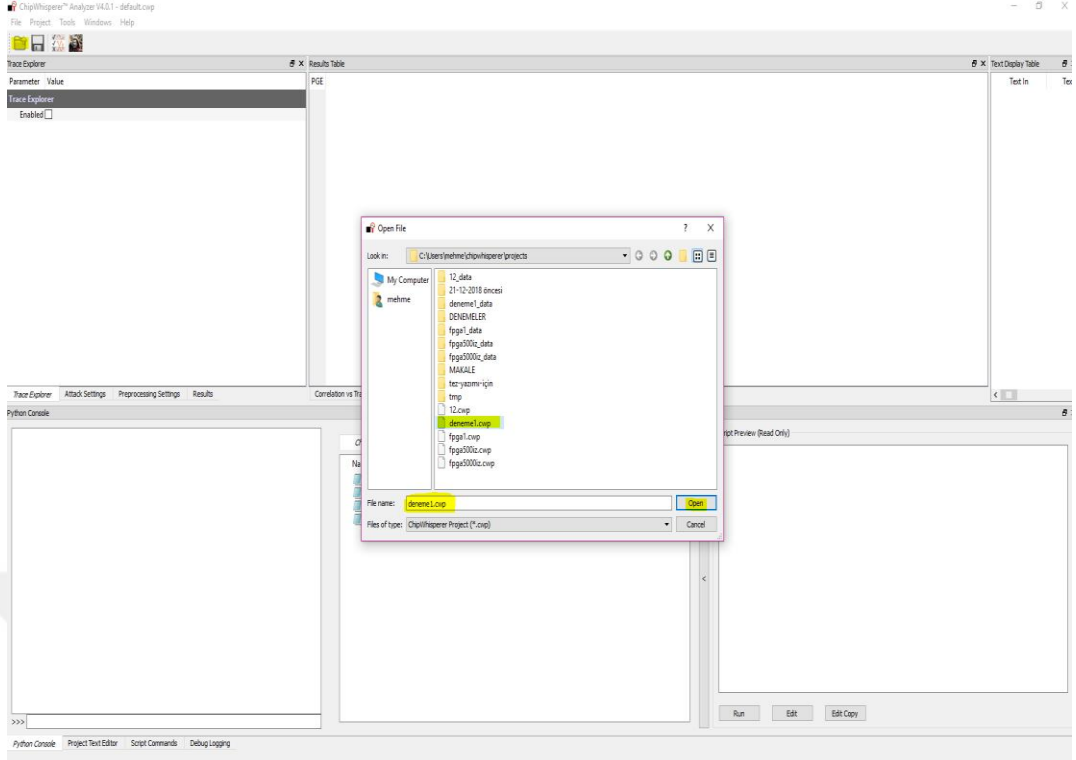 ChipWhisperer™ Analyzer V4.0.1 - default.cwp
File Project Tools Windows Help
Trace Explorer
Results Table
Text Display Table
Parameter Value
PGE
Text In
Tex
Trace Explorer
Enabled
Open File
Look in: C:\Users\mehme\chipwhisperer\projects
My Computer
mehme
12_data
21-12-2018 öncesi
deneme1_data
DENEMELER
fpga1_data
fpga500iz_data
fpga5000iz_data
MAKALE
tez-yazımı-için
tmp
12.cwp
deneme1.cwp
fpga1.cwp
fpga500iz.cwp
fpga5000iz.cwp
File name: deneme1.cwp
Open
Files of type: ChipWhisperer Project (*.cwp)
Cancel
Trace Explorer Attack Settings Preprocessing Settings Results
Correlation vs Tra
Python Console
ript Preview (Read Only)
Na
>>>
Run Edit Edit Copy
Python Console Project Text Editor Script Commands Debug Logging